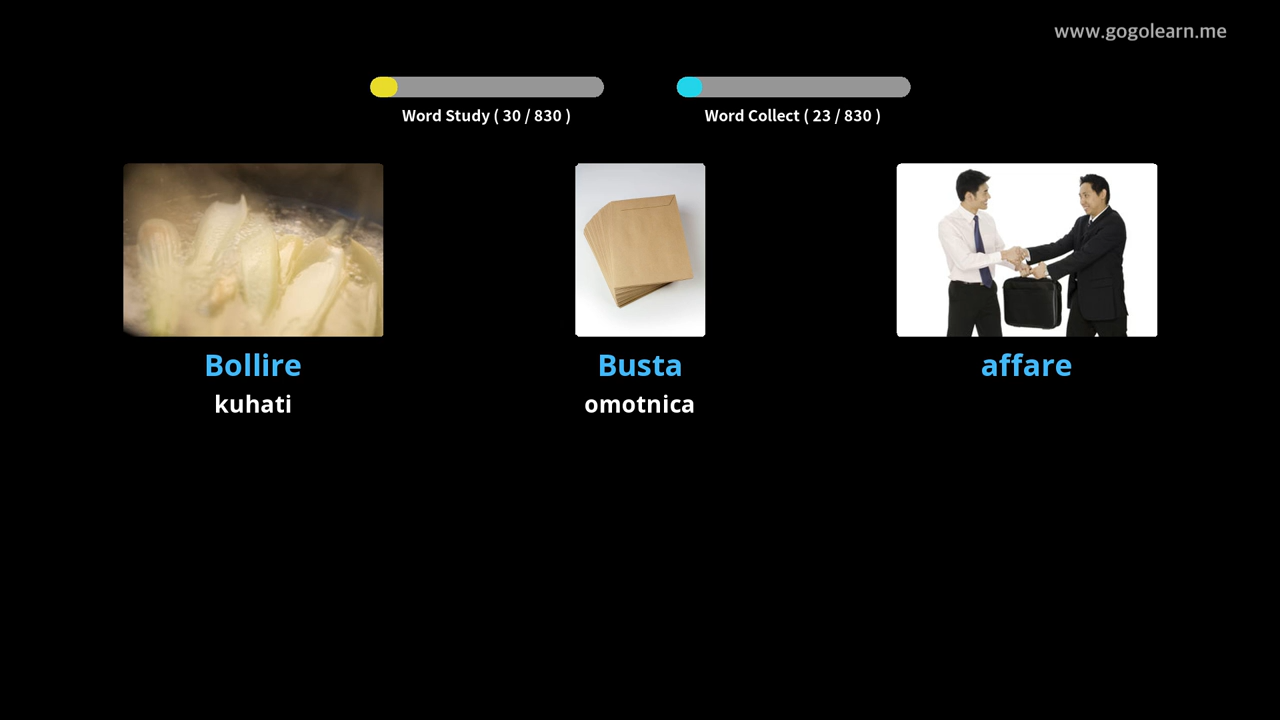 www.gogolearn.me
Word Study ( 30 / 830 )
Word Collect ( 23 / 830 )
Bollire
kuhati
Busta
omotnica
affare